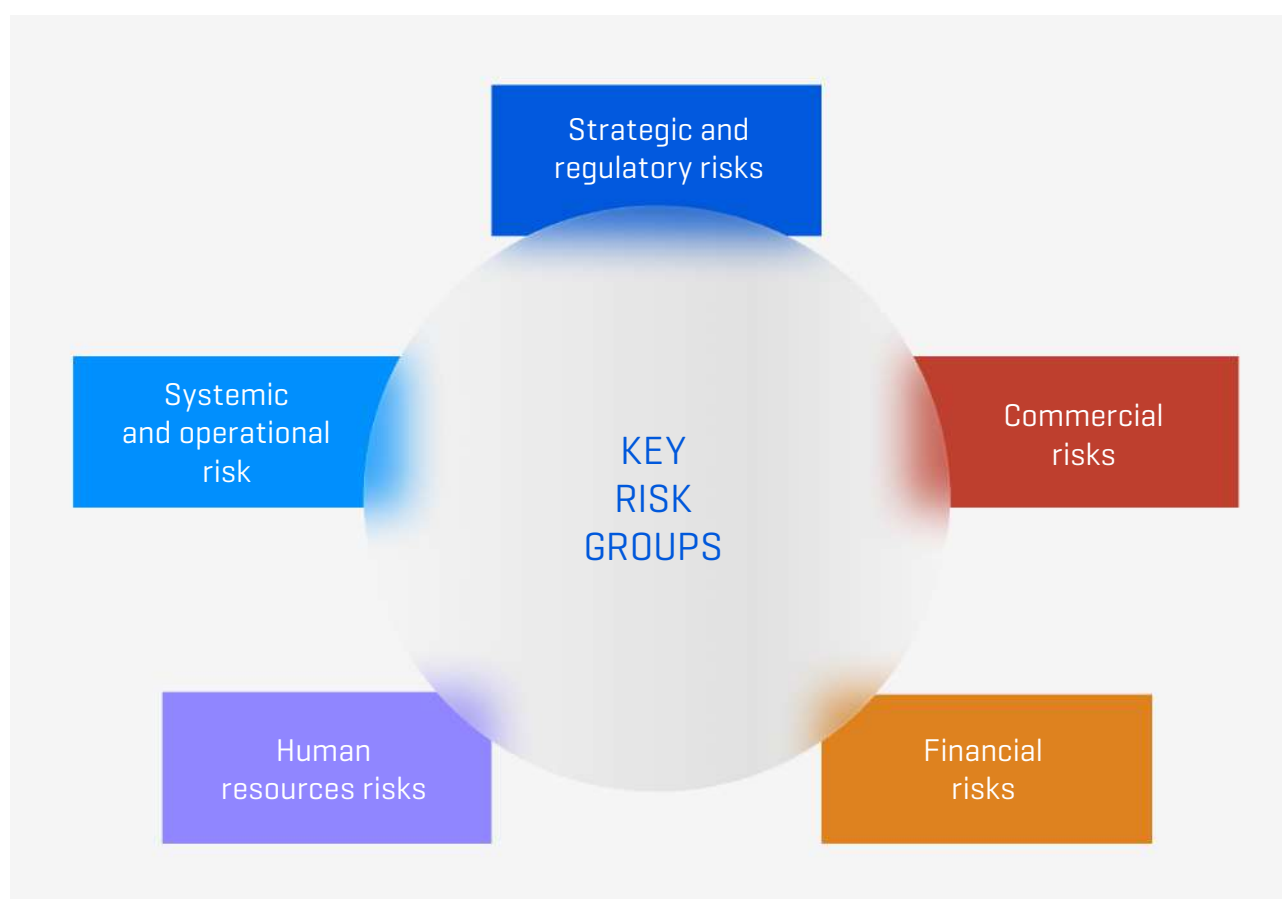 Strategic and
regulatory risks
Systemic
and operational
risk
Commercial
risks
KEY
RISK
GROUPS
Human
resources risks
Financial
risks